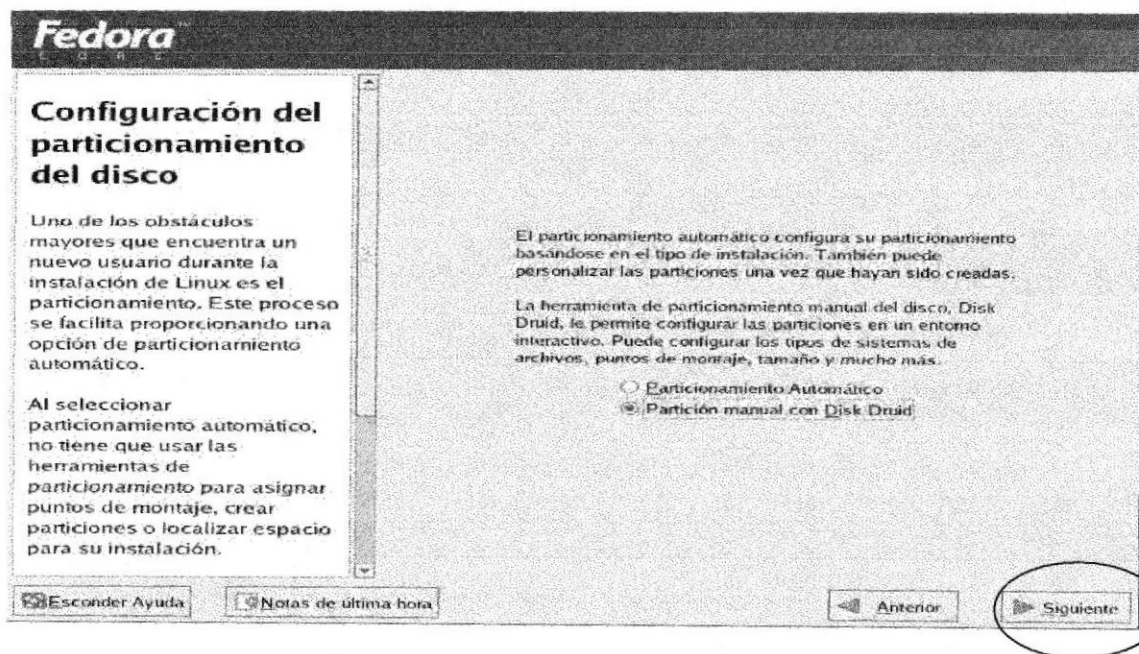 Fedora™
CORE
Configuración del
particionamiento
del disco
Uno de los obstáculos
mayores que encuentra un
nuevo usuario durante la
instalación de Linux es el
particionamiento. Este proceso
se facilita proporcionando una
opción de particionamiento
automático.
Al seleccionar
particionamiento automático,
no tiene que usar las
herramientas de
particionamiento para asignar
puntos de montaje, crear
particiones o localizar espacio
para su instalación.
El particionamiento automático configura su particionamiento
basándose en el tipo de instalación. También puede
personalizar las particiones una vez que hayan sido creadas.
La herramienta de particionamiento manual del disco, Disk
Druid, le permite configurar las particiones en un entorno
interactivo. Puede configurar los tipos de sistemas de
archivos, puntos de montaje, tamaño y mucho más.
Particionamiento Automático
Partición manual con Disk Druid
Esconder Ayuda
Notas de última hora
Anterior
Siguiente